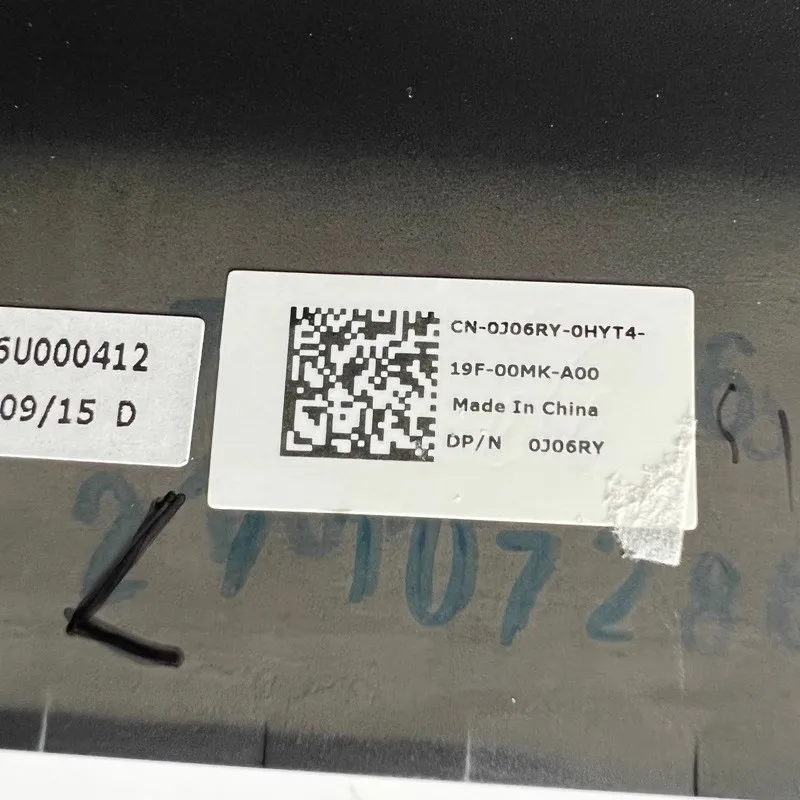 6U000412
09/15 D
CN-0J06RY-0HYT4-
19F-00MK-A00
Made In China
DP/N 0J06RY